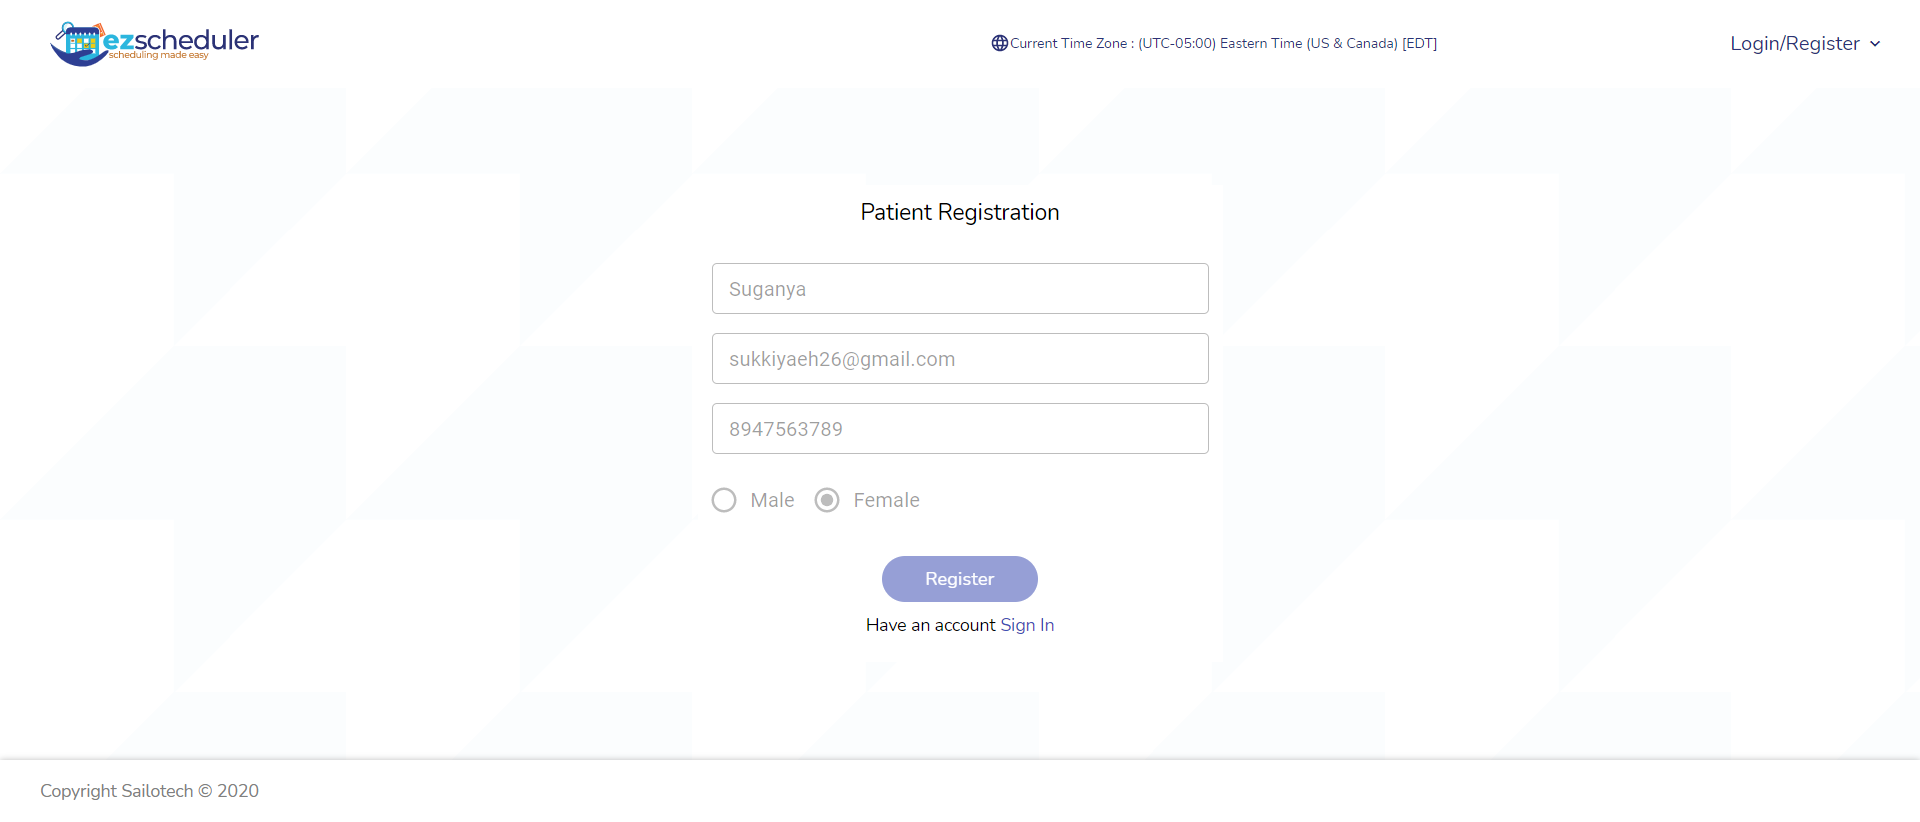 ezscheduler
scheduling made easy
Current Time Zone : (UTC-05:00) Eastern Time (US & Canada) [EDT]
Login/Register
Patient Registration
Suganya
sukkiyaeh26@gmail.com
8947563789
Male Female
Register
Have an account Sign In
Copyright Sailotech © 2020